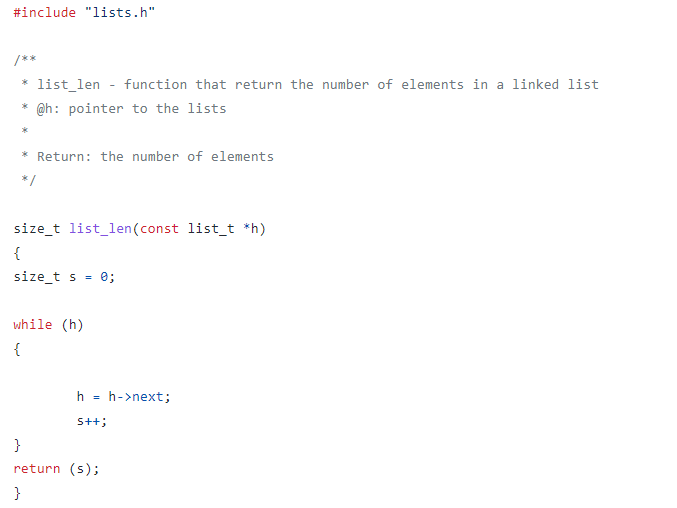 #include "lists.h"
/**
 * list_len - function that return the number of elements in a linked list
 * @h: pointer to the lists
 *
 * Return: the number of elements
 */
size_t list_len(const list_t *h)
{
size_t s = 0;
while (h)
{
        h = h->next;
        s++;
}
return (s);
}